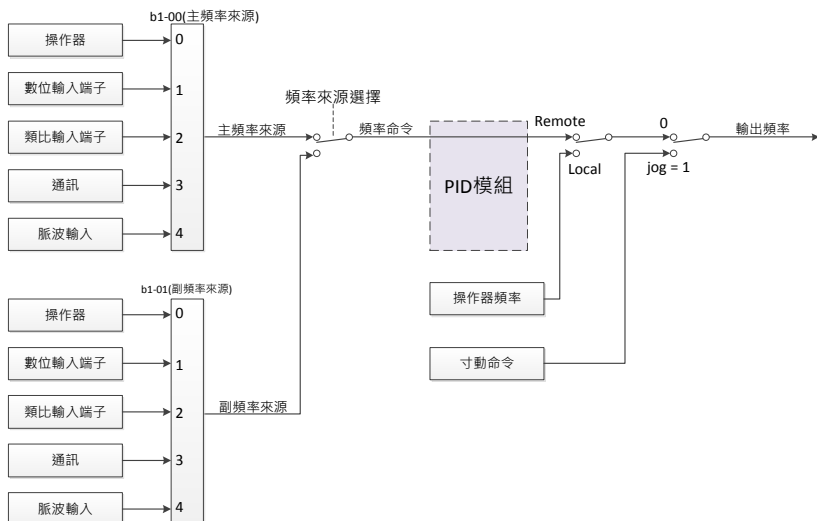 b1-00(主頻率來源)
操作器
0
數位輸入端子
1
類比輸入端子
2
通訊
3
脈波輸入
4
主頻率來源
頻率來源選擇
頻率命令
PID模組
Remote
Local
0
jog = 1
輸出頻率
操作器頻率
寸動命令
b1-01(副頻率來源)
操作器
0
數位輸入端子
1
類比輸入端子
2
通訊
3
脈波輸入
4
副頻率來源